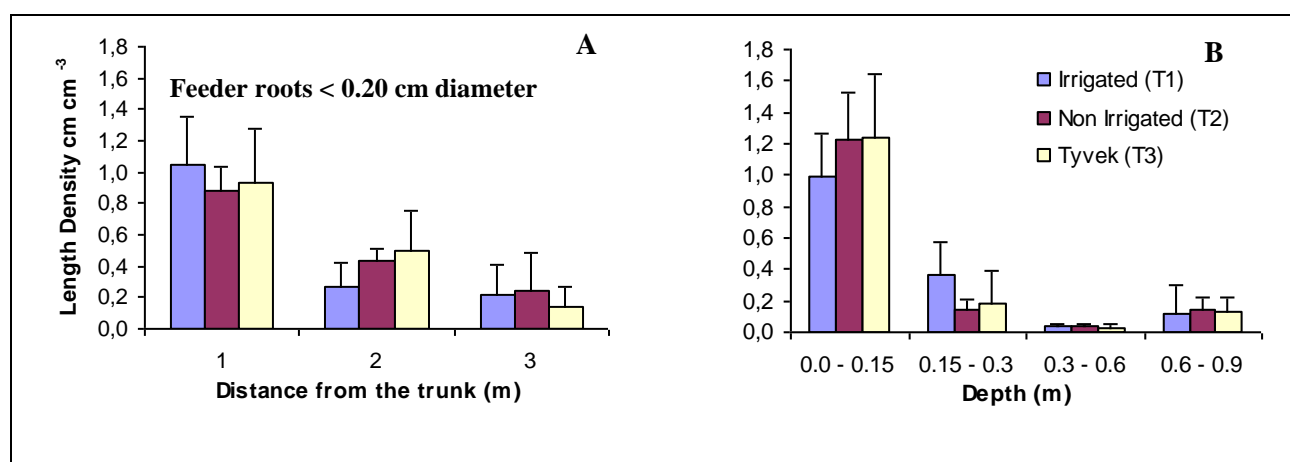 A
Feeder roots < 0.20 cm diameter
Length Density cm cm -3
1,8
1,6
1,4
1,2
1,0
0,8
0,6
0,4
0,2
0,0
1 2 3
Distance from the trunk (m)
B
Irrigated (T1)
Non Irrigated (T2)
Tyvek (T3)
1,8
1,6
1,4
1,2
1,0
0,8
0,6
0,4
0,2
0,0
0.0 - 0.15 0.15 - 0.3 0.3 - 0.6 0.6 - 0.9
Depth (m)